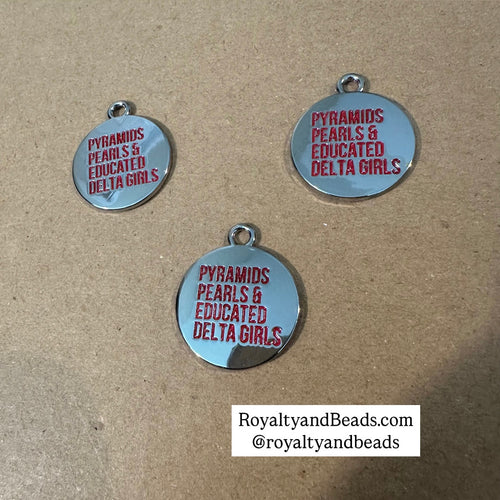 PYRAMIDS
PEARLS &
EDUCATED
DELTA GIRLS
PYRAMIDS
PEARLS &
EDUCATED
DELTA GIRLS
PYRAMIDS
PEARLS &
EDUCATED
DELTA GIRLS
RoyaltyandBeads.com
@royaltyandbeads